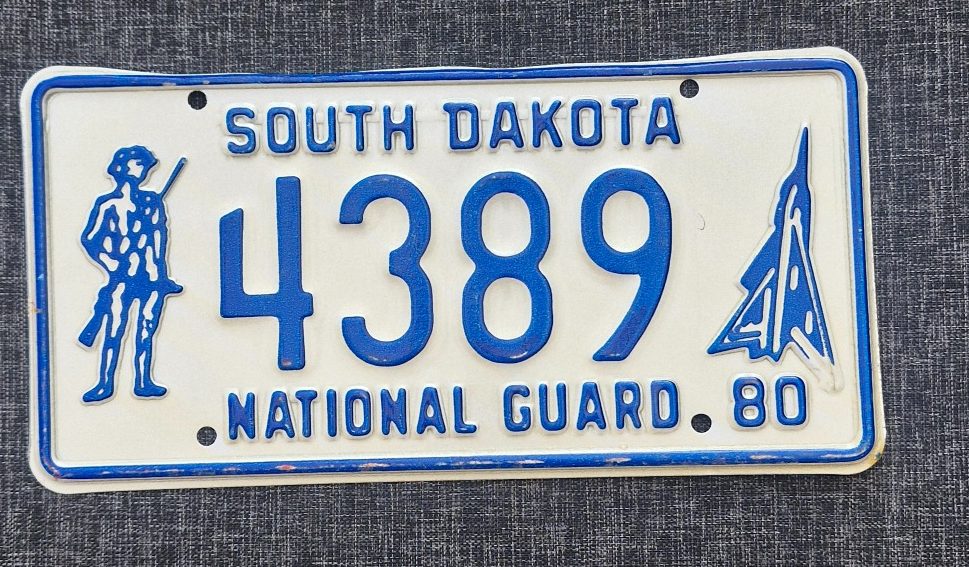 SOUTH DAKOTA
4389
NATIONAL GUARD 80